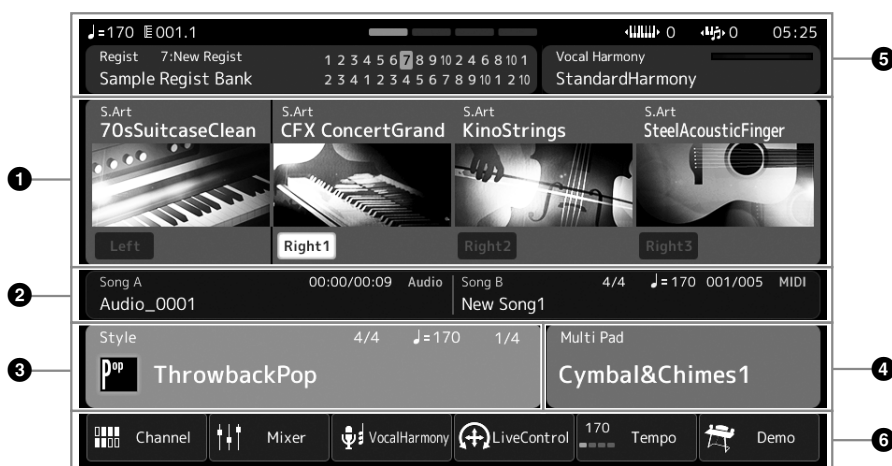 ♩=170 001.1 0 0 05:25
Regist 7:New Regist
Sample Regist Bank
1 2 3 4 5 6 7 8 9 10 2 4 6 8 10 1
2 3 4 1 2 3 4 5 6 7 8 9 10 1 2 10
Vocal Harmony
StandardHarmony
5
1
S.Art
70sSuitcaseClean
Left
S.Art
CFX ConcertGrand
Right1
S.Art
KinoStrings
Right2
S.Art
SteelAcousticFinger
Right3
2
Song A 00:00/00:09 Audio
Audio_0001
Song B 4/4 ♩=170 001/005 MIDI
New Song1
3
Style 4/4 ♩=170 1/4
Pop
ThrowbackPop
Multi Pad
Cymbal&Chimes1
4
Channel
Mixer
VocalHarmony
LiveControl
170
Tempo
Demo
6